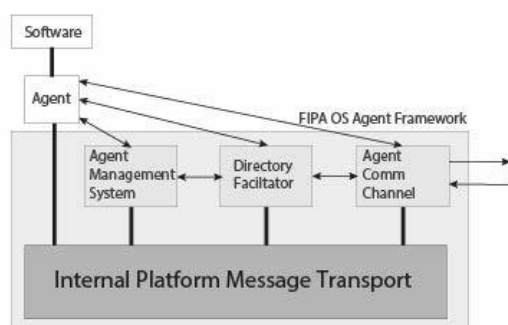 Software
Agent
FIPA OS Agent Framework
Agent
Management
System
Directory
Facilitator
Agent
Comm
Channel
Internal Platform Message Transport